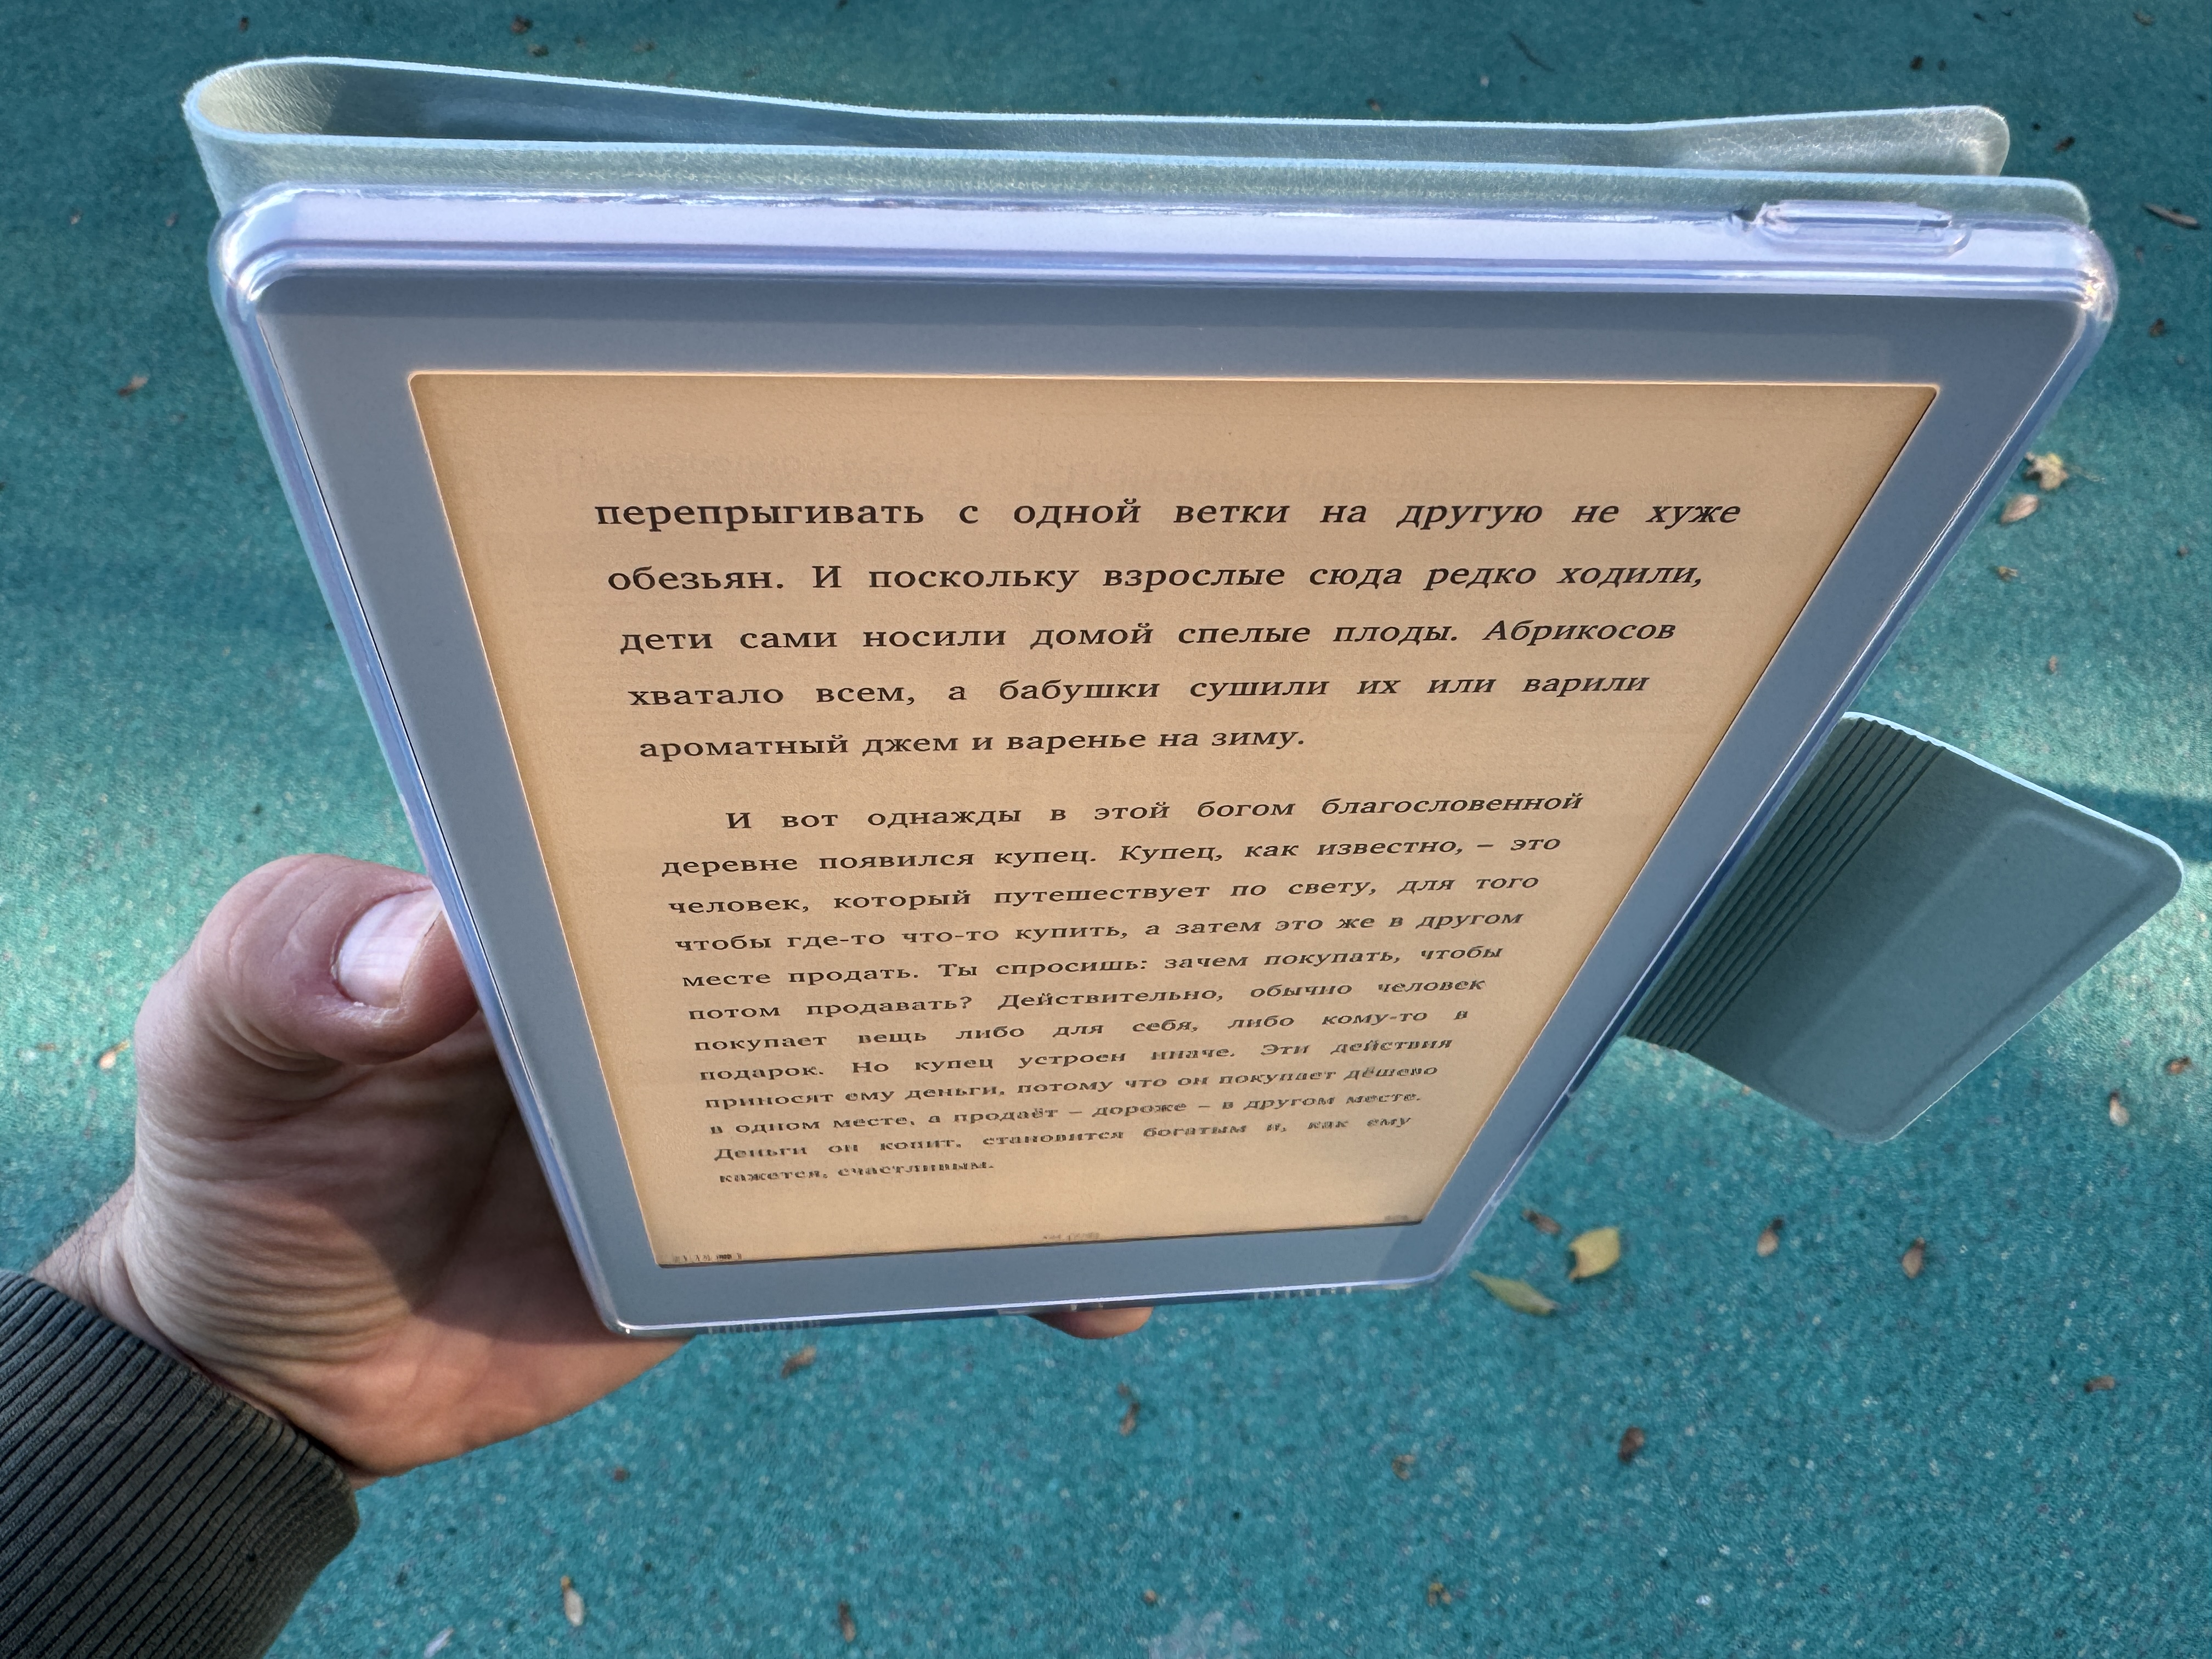 перепрыгивать с одной ветки на другую не хуже
обезьян. И поскольку взрослые сюда редко ходили,
дети сами носили домой спелые плоды. Абрикосов
хватало всем, а бабушки сушили их или варили
ароматный джем и варенье на зиму.
И вот однажды в этой богом благословенной
деревне появился купец. Купец, как известно, – это
человек, который путешествует по свету, для того
чтобы где-то что-то купить, а затем это же в другом
месте продать. Ты спросишь: зачем покупать, чтобы
потом продавать? Действительно, обычно человек
покупает вещь либо для себя, либо кому-то в
подарок. Но купец устроен иначе. Эти действия
приносят ему деньги, потому что он покупает дёшево
в одном месте, а продаёт – дороже – в другом месте.
Деньги он копит, становится богатым и, как ему
кажется, счастливым.